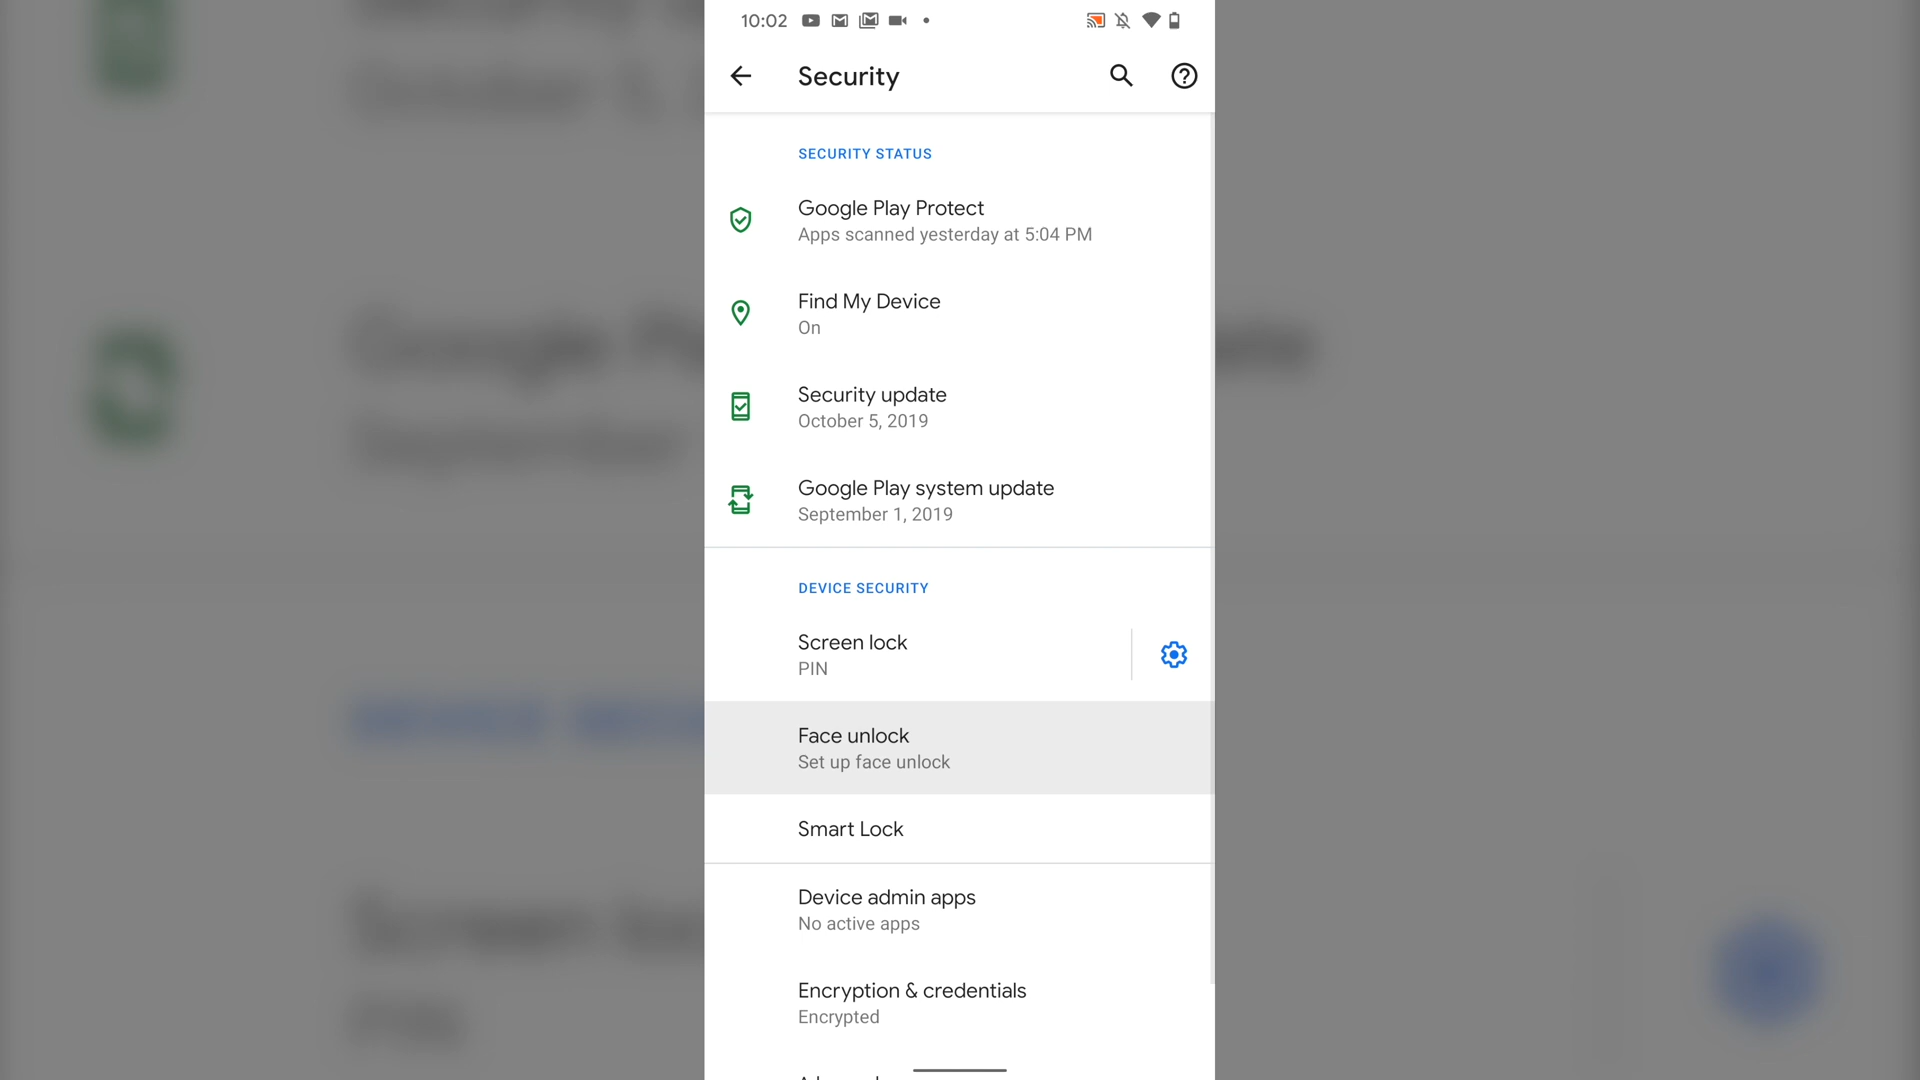 10:02
Security
SECURITY STATUS
Google Play Protect
Apps scanned yesterday at 5:04 PM
Find My Device
On
Security update
October 5, 2019
Google Play system update
September 1, 2019
DEVICE SECURITY
Screen lock
PIN
Face unlock
Set up face unlock
Smart Lock
Device admin apps
No active apps
Encryption & credentials
Encrypted